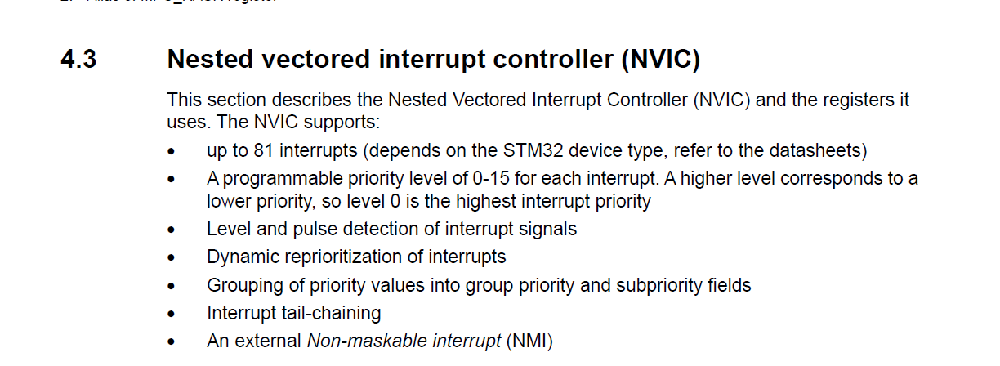 4.3 Nested vectored interrupt controller (NVIC)
This section describes the Nested Vectored Interrupt Controller (NVIC) and the registers it
uses. The NVIC supports:
• up to 81 interrupts (depends on the STM32 device type, refer to the datasheets)
• A programmable priority level of 0-15 for each interrupt. A higher level corresponds to a
lower priority, so level 0 is the highest interrupt priority
• Level and pulse detection of interrupt signals
• Dynamic reprioritization of interrupts
• Grouping of priority values into group priority and subpriority fields
• Interrupt tail-chaining
• An external Non-maskable interrupt (NMI)